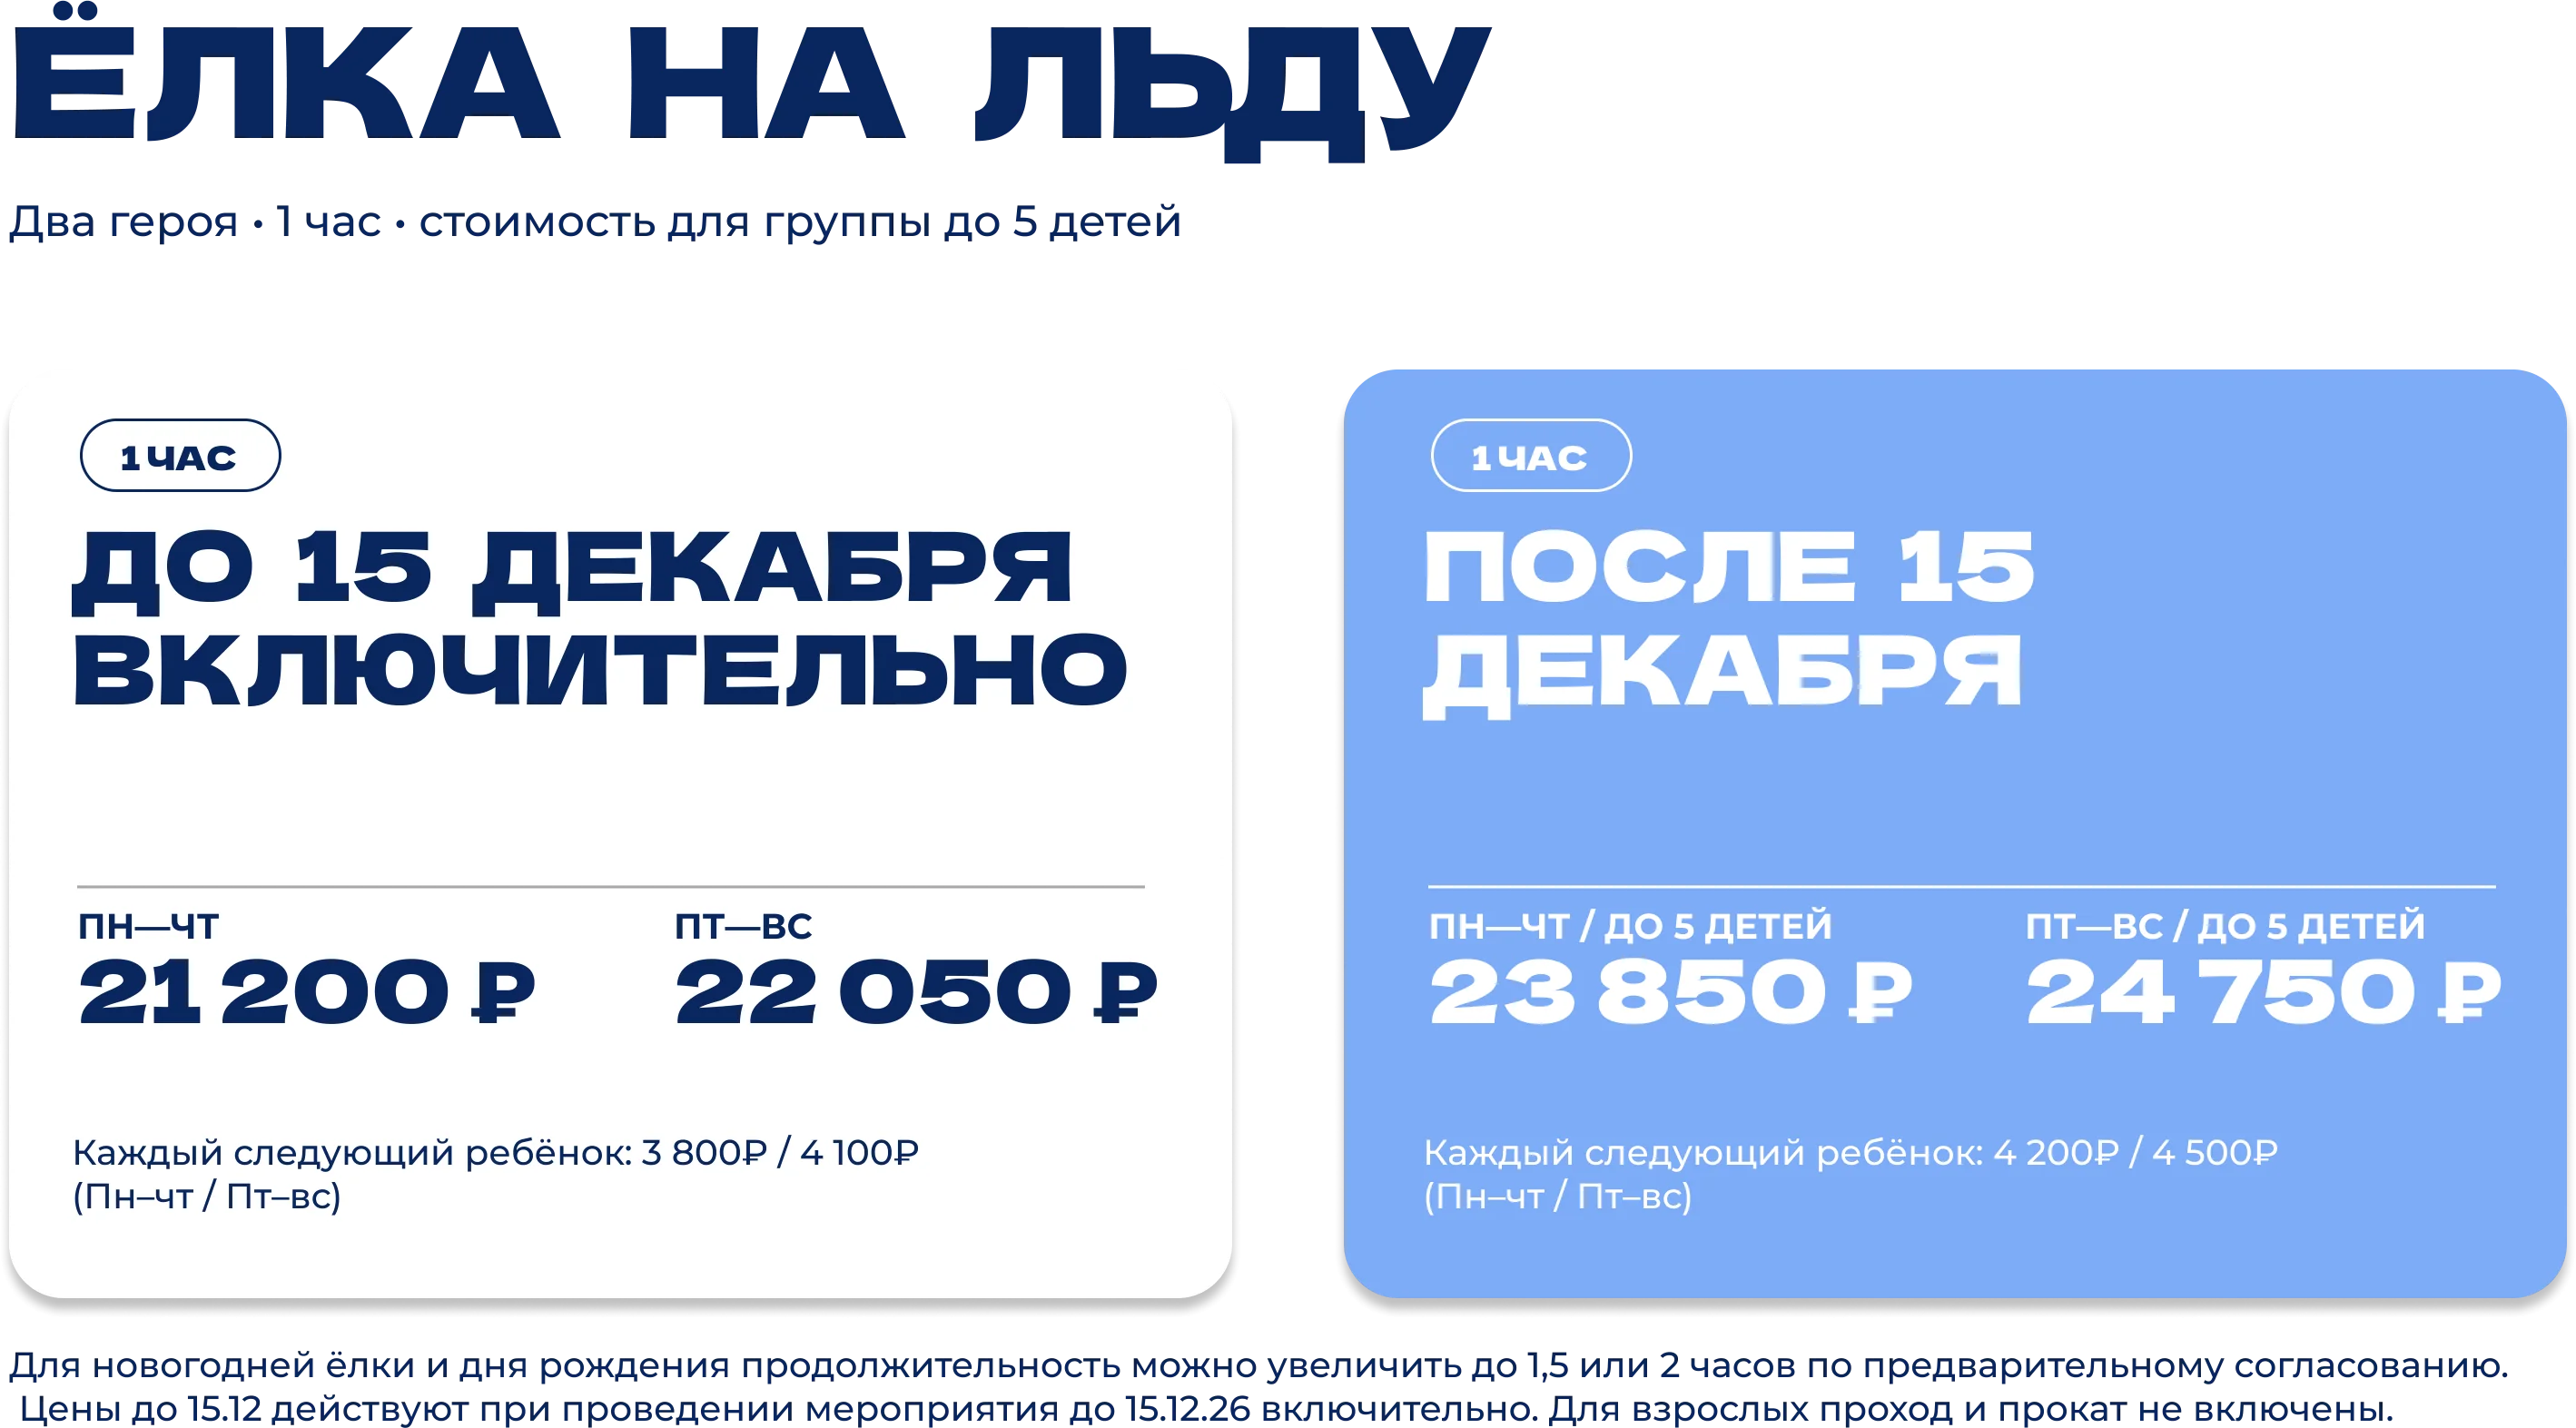 ЁЛКА НА ЛЬДУ
Два героя • 1 час • стоимость для группы до 5 детей
1 ЧАС
ДО 15 ДЕКАБРЯ
ВКЛЮЧИТЕЛЬНО
ПН—ЧТ
21 200 ₽
ПТ—ВС
22 050 ₽
Каждый следующий ребёнок: 3 800₽ / 4 100₽
(Пн–чт / Пт–вс)
1 ЧАС
ПОСЛЕ 15
ДЕКАБРЯ
ПН—ЧТ / ДО 5 ДЕТЕЙ
23 850 ₽
ПТ—ВС / ДО 5 ДЕТЕЙ
24 750 ₽
Каждый следующий ребёнок: 4 200₽ / 4 500₽
(Пн–чт / Пт–вс)
Для новогодней ёлки и дня рождения продолжительность можно увеличить до 1,5 или 2 часов по предварительному согласованию.
Цены до 15.12 действуют при проведении мероприятия до 15.12.26 включительно. Для взрослых проход и прокат не включены.